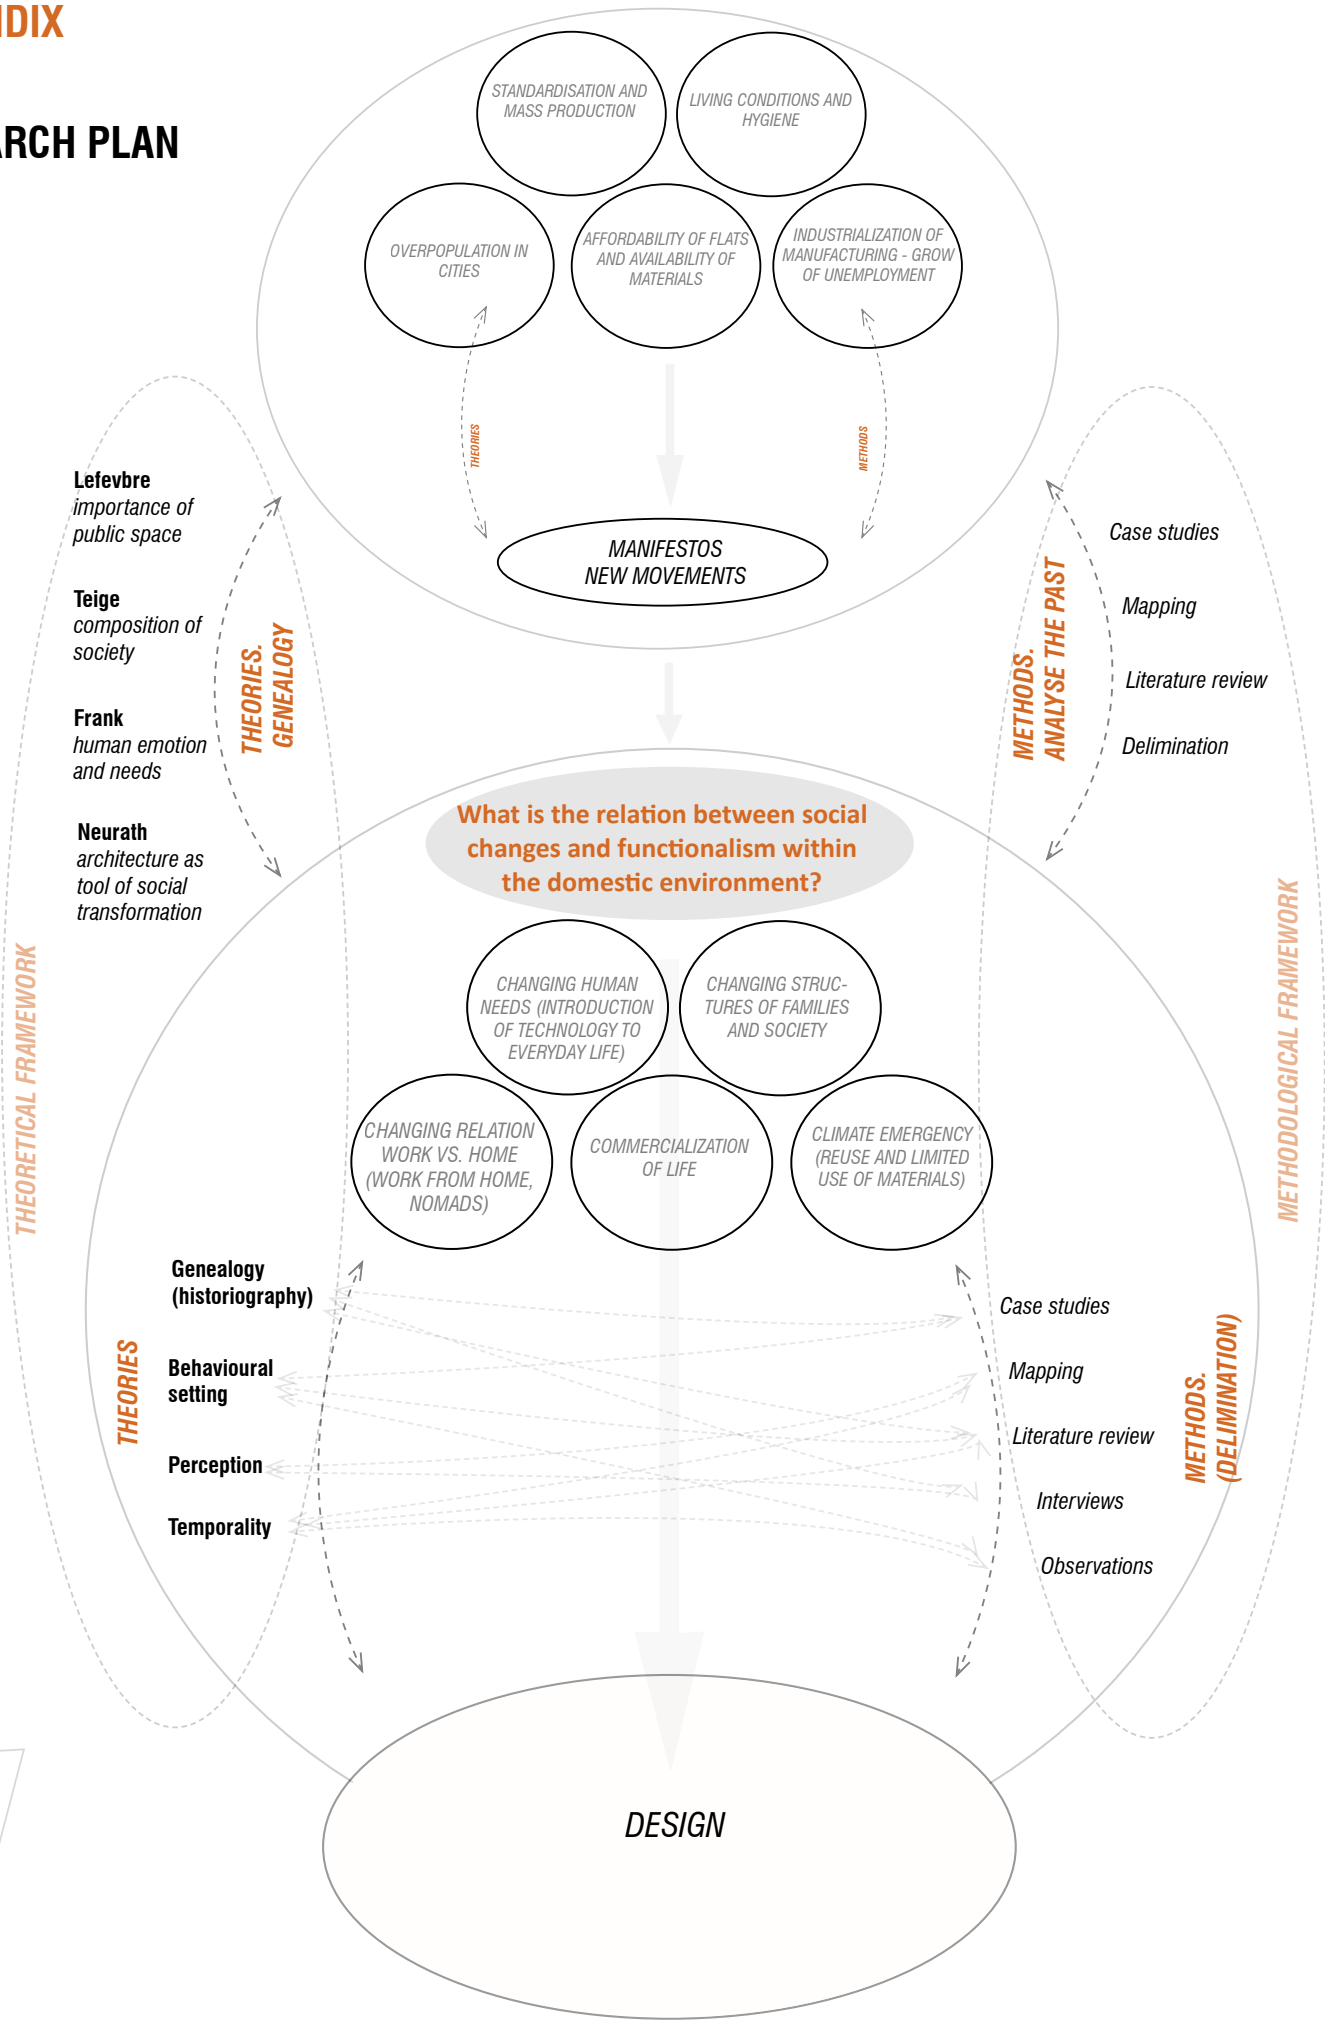 NDIX
ARCH PLAN
STANDARDISATION AND
MASS PRODUCTION
LIVING CONDITIONS AND
HYGIENE
OVERPOPULATION IN
CITIES
AFFORDABILITY OF FLATS
AND AVAILABILITY OF
MATERIALS
INDUSTRIALIZATION OF
MANUFACTURING - GROW
OF UNEMPLOYMENT
THEORIES
METHODS
MANIFESTOS
NEW MOVEMENTS
Lefevbre
importance of
public space
Teige
composition of
society
Frank
human emotion
and needs
Neurath
architecture as
tool of social
transformation
THEORIES.
GENEALOGY
METHODS.
ANALYSE THE PAST
Case studies
Mapping
Literature review
Delimination
What is the relation between social
changes and functionalism within
the domestic environment?
THEORETICAL FRAMEWORK
METHODOLOGICAL FRAMEWORK
CHANGING HUMAN
NEEDS (INTRODUCTION
OF TECHNOLOGY TO
EVERYDAY LIFE)
CHANGING STRUC-
TURES OF FAMILIES
AND SOCIETY
CHANGING RELATION
WORK VS. HOME
(WORK FROM HOME,
NOMADS)
COMMERCIALIZATION
OF LIFE
CLIMATE EMERGENCY
(REUSE AND LIMITED
USE OF MATERIALS)
THEORIES
Genealogy
(historiography)
Behavioural
setting
Perception
Temporality
Case studies
Mapping
Literature review
Interviews
Observations
METHODS.
(DELIMINATION)
DESIGN